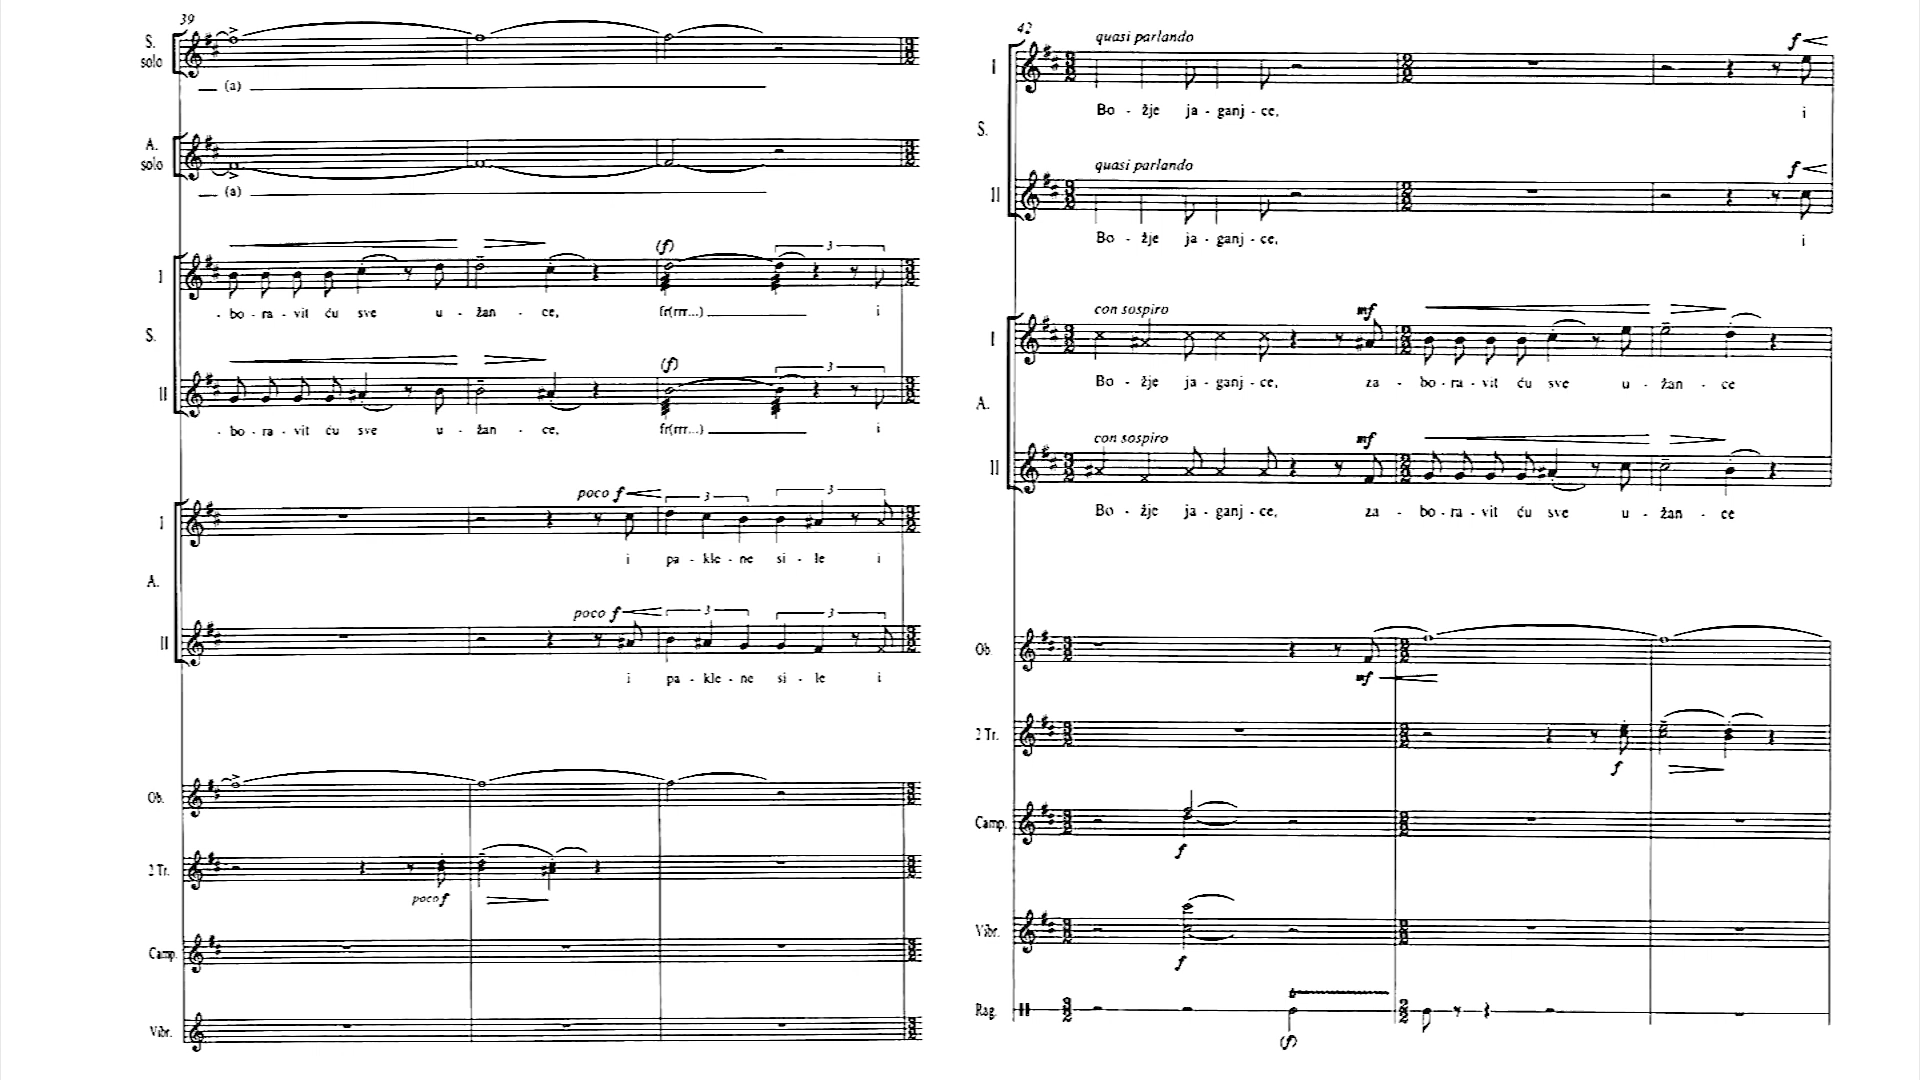 39
S.
solo
(a)
A.
solo
(a)
(f) 3
I
- bo - ra - vit ću sve u - žan - ce, fr(rrr...) i
S.
(f) 3
II
- bo - ra - vit ću sve u - žan - ce, fr(rrr...) i
poco f 3 3
I
i pa - kle - ne si - le i
A.
poco f 3 3
II
i pa - kle - ne si - le i
Ob.
2 Tr.
poco f
Camp.
Vibr.
42
quasi parlando f
I
Bo - žje ja - ganj - ce, i
S.
quasi parlando f
II
Bo - žje ja - ganj - ce, i
con sospiro mf
I
Bo - žje ja - ganj - ce, za - bo - ra - vit ću sve u - žan - ce
A.
con sospiro mf
II
Bo - žje ja - ganj - ce, za - bo - ra - vit ću sve u - žan - ce
Ob.
mf
2 Tr.
f
Camp.
f
Vibr.
f
Rag.
(f)